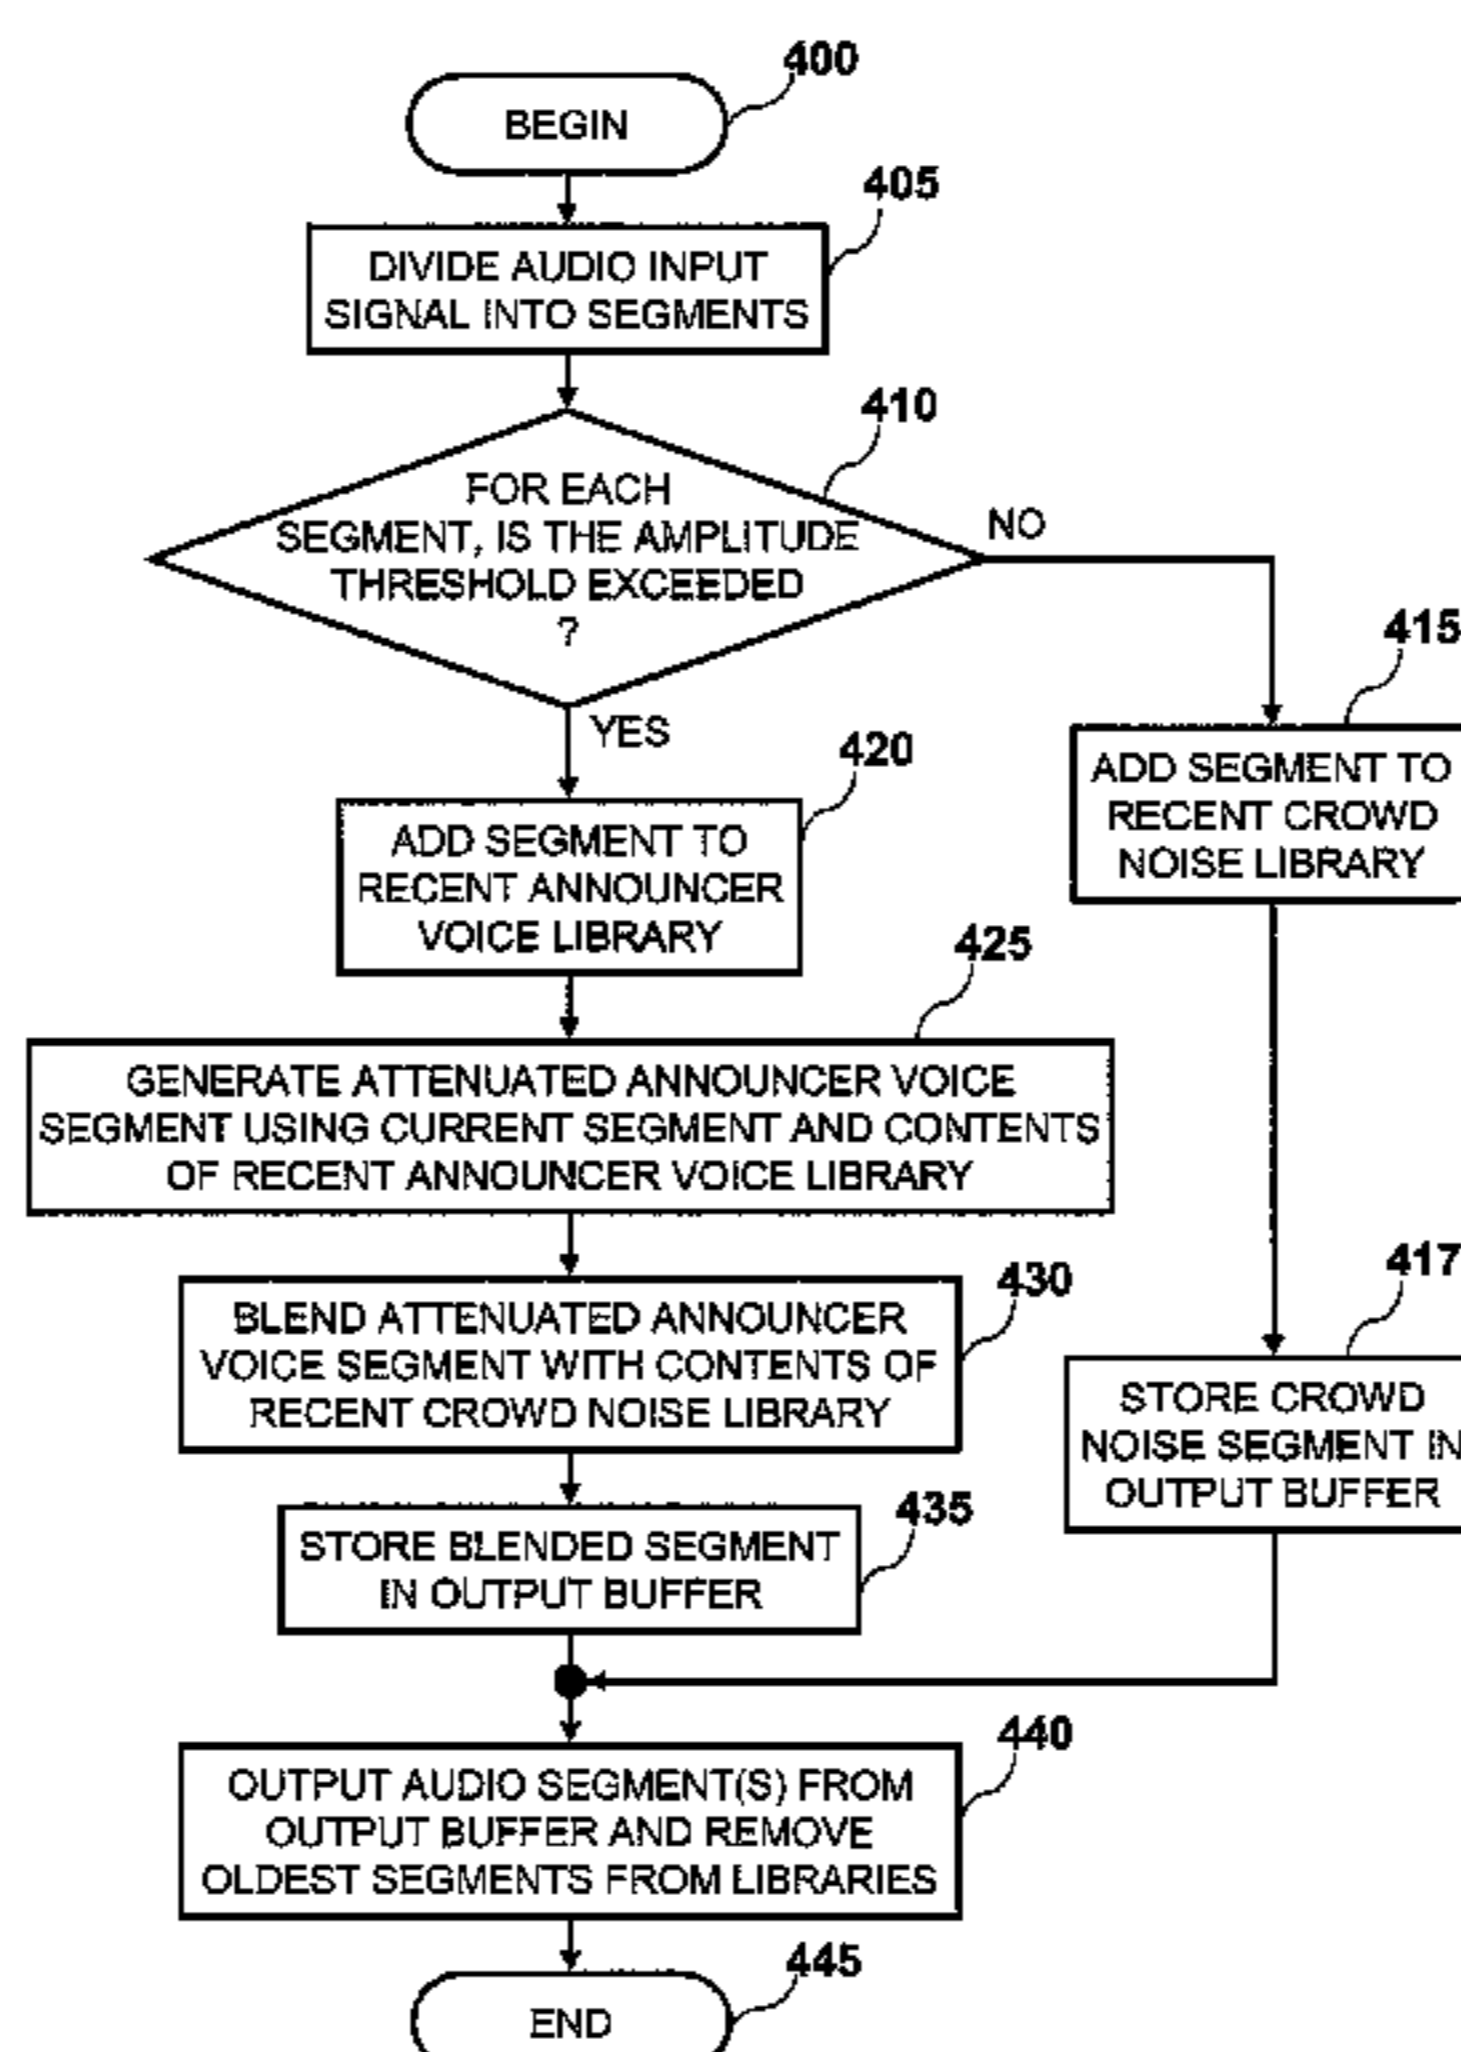 400
BEGIN
405
DIVIDE AUDIO INPUT
SIGNAL INTO SEGMENTS
410
FOR EACH
SEGMENT, IS THE AMPLITUDE
THRESHOLD EXCEEDED
?
NO
YES
415
ADD SEGMENT TO
RECENT CROWD
NOISE LIBRARY
420
ADD SEGMENT TO
RECENT ANNOUNCER
VOICE LIBRARY
425
GENERATE ATTENUATED ANNOUNCER VOICE
SEGMENT USING CURRENT SEGMENT AND CONTENTS
OF RECENT ANNOUNCER VOICE LIBRARY
417
STORE CROWD
NOISE SEGMENT IN
OUTPUT BUFFER
430
BLEND ATTENUATED ANNOUNCER
VOICE SEGMENT WITH CONTENTS OF
RECENT CROWD NOISE LIBRARY
435
STORE BLENDED SEGMENT
IN OUTPUT BUFFER
440
OUTPUT AUDIO SEGMENT(S) FROM
OUTPUT BUFFER AND REMOVE
OLDEST SEGMENTS FROM LIBRARIES
445
END